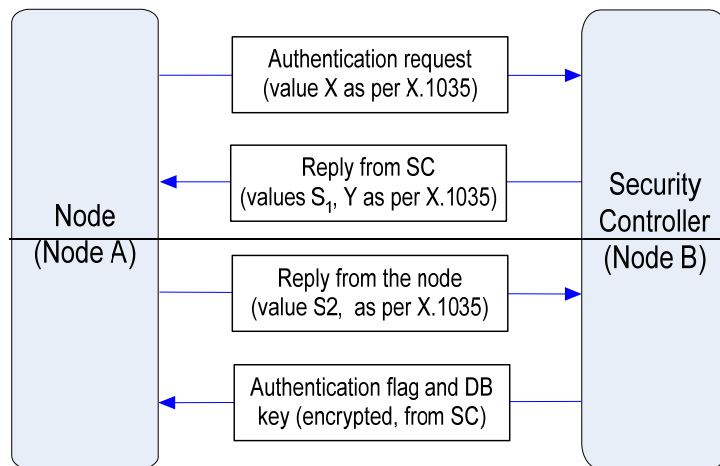 Authentication request
(value X as per X.1035)
Reply from SC
(values S₁, Y as per X.1035)
Node
(Node A)
Security
Controller
(Node B)
Reply from the node
(value S2, as per X.1035)
Authentication flag and DB
key (encrypted, from SC)